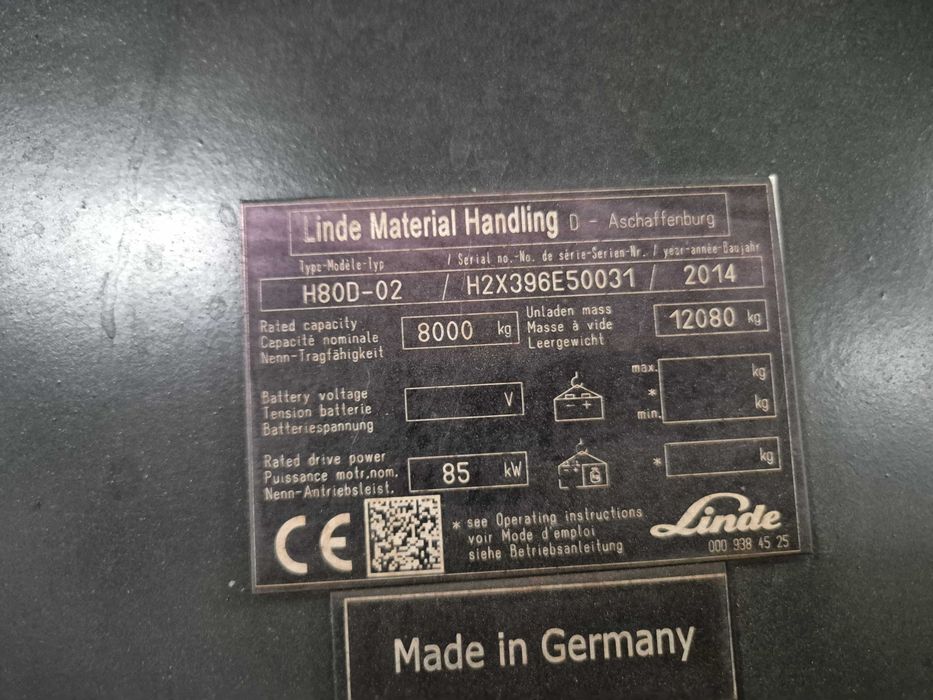 Linde Material Handling D - Aschaffenburg
Type-Modèle-Typ / Serial no.-No. de série-Serien-Nr. / year-année-Baujahr
H80D-02 / H2X396E50031 / 2014
Rated capacity
Capacité nominale
Nenn-Tragfähigkeit
8000 kg
Unladen mass
Masse à vide
Leergewicht
12080 kg
Battery voltage
Tension batterie
Batteriespannung
V
- +
max. kg
*
min. kg
Rated drive power
Puissance motr.nom.
Nenn-Antriebsleist.
85 kW
* kg
CE
* see Operating instructions
voir Mode d'emploi
siehe Betriebsanleitung
Linde
000 938 45 25
Made in Germany